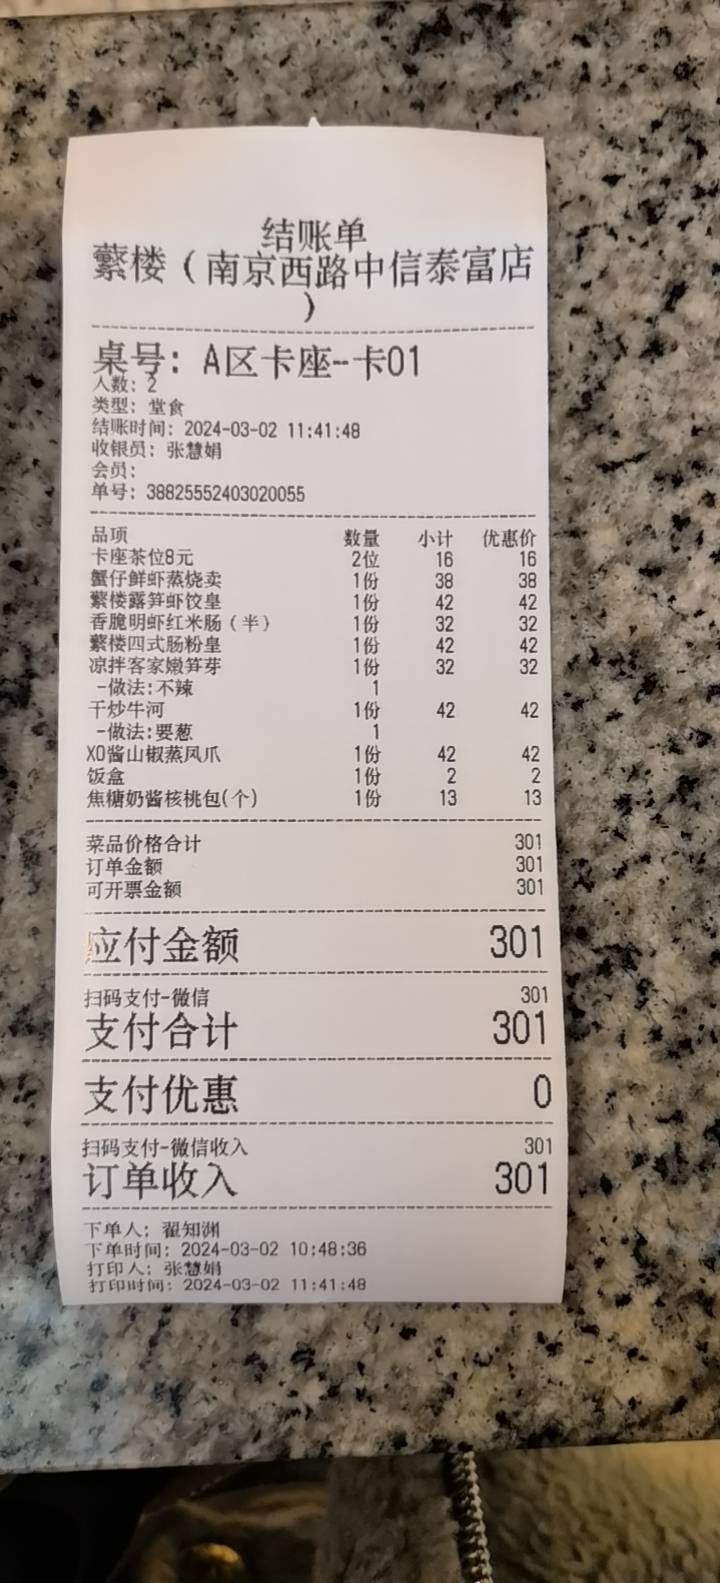 结账单
蘩楼（南京西路中信泰富店
）
桌号: A区卡座--卡01
人数: 2
类型: 堂食
结账时间: 2024-03-02 11:41:48
收银员: 张慧娟
会员:
单号: 38825552403020055
品项 数量 小计 优惠价
卡座茶位8元 2位 16 16
蟹仔鲜虾蒸烧卖 1份 38 38
蘩楼露笋虾饺皇 1份 42 42
香脆明虾红米肠（半） 1份 32 32
蘩楼四式肠粉皇 1份 42 42
凉拌客家嫩笋芽 1份 32 32
-做法:不辣 1
干炒牛河 1份 42 42
-做法:要葱 1
XO酱山椒蒸凤爪 1份 42 42
饭盒 1份 2 2
焦糖奶酱核桃包(个) 1份 13 13
菜品价格合计 301
订单金额 301
可开票金额 301
应付金额 301
扫码支付-微信 301
支付合计 301
支付优惠 0
扫码支付-微信收入 301
订单收入 301
下单人: 翟知渊
下单时间: 2024-03-02 10:48:36
打印人: 张慧娟
打印时间: 2024-03-02 11:41:48